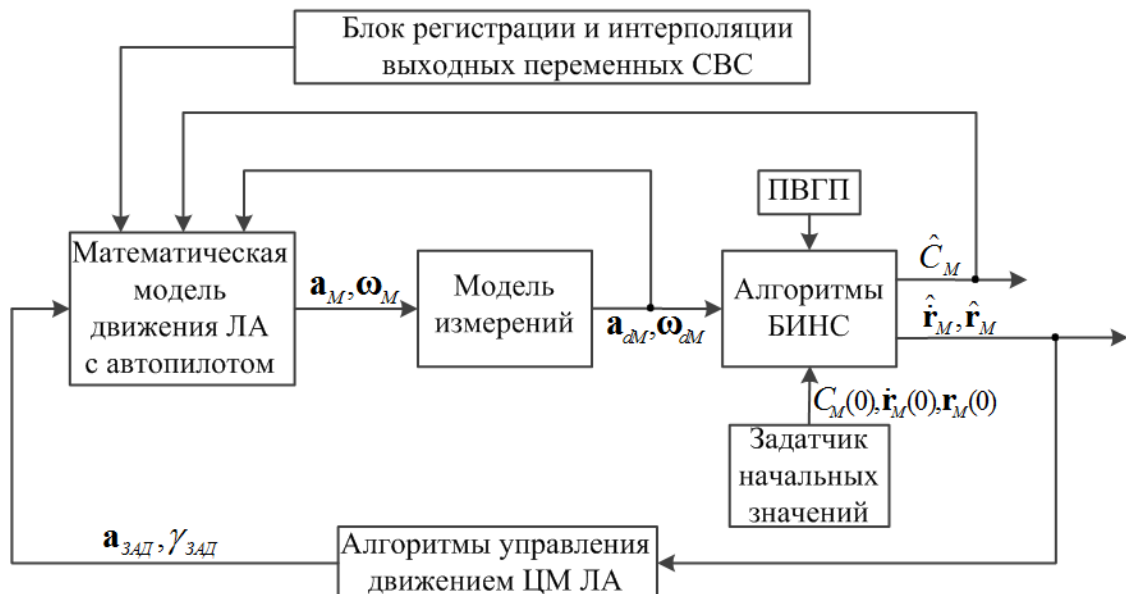 Блок регистрации и интерполяции
выходных переменных СВС
ПВГП
Математическая
модель
движения ЛА
с автопилотом
𝐚_M, 𝛚_M
Модель
измерений
𝐚_dM, 𝛚_dM
Алгоритмы
БИНС
Ĉ_M
𝐫̇̂_M, 𝐫̂_M
C_M(0), 𝐫̇_M(0), 𝐫_M(0)
Задатчик
начальных
значений
𝐚_ЗАД, γ_ЗАД
Алгоритмы управления
движением ЦМ ЛА